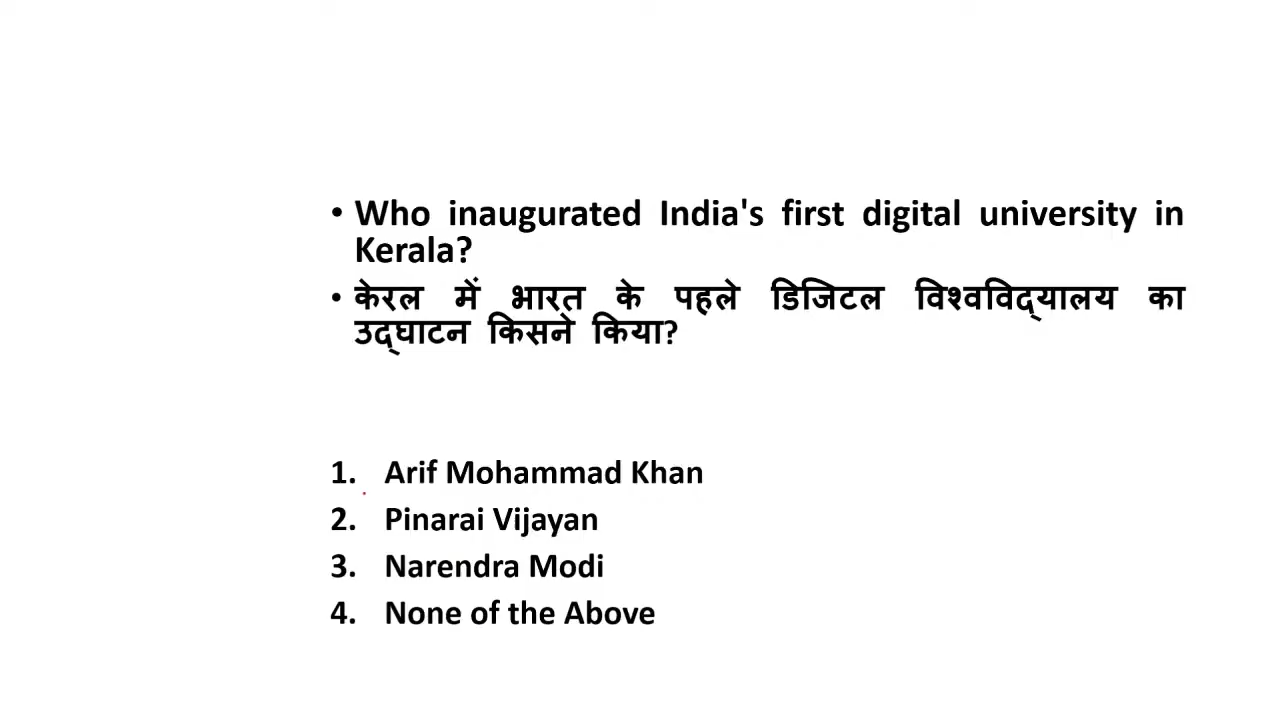 • Who inaugurated India's first digital university in
Kerala?
• केरल में भारत के पहले डिजिटल विश्वविद्यालय का
उद्घाटन किसने किया?
1. Arif Mohammad Khan
2. Pinarai Vijayan
3. Narendra Modi
4. None of the Above